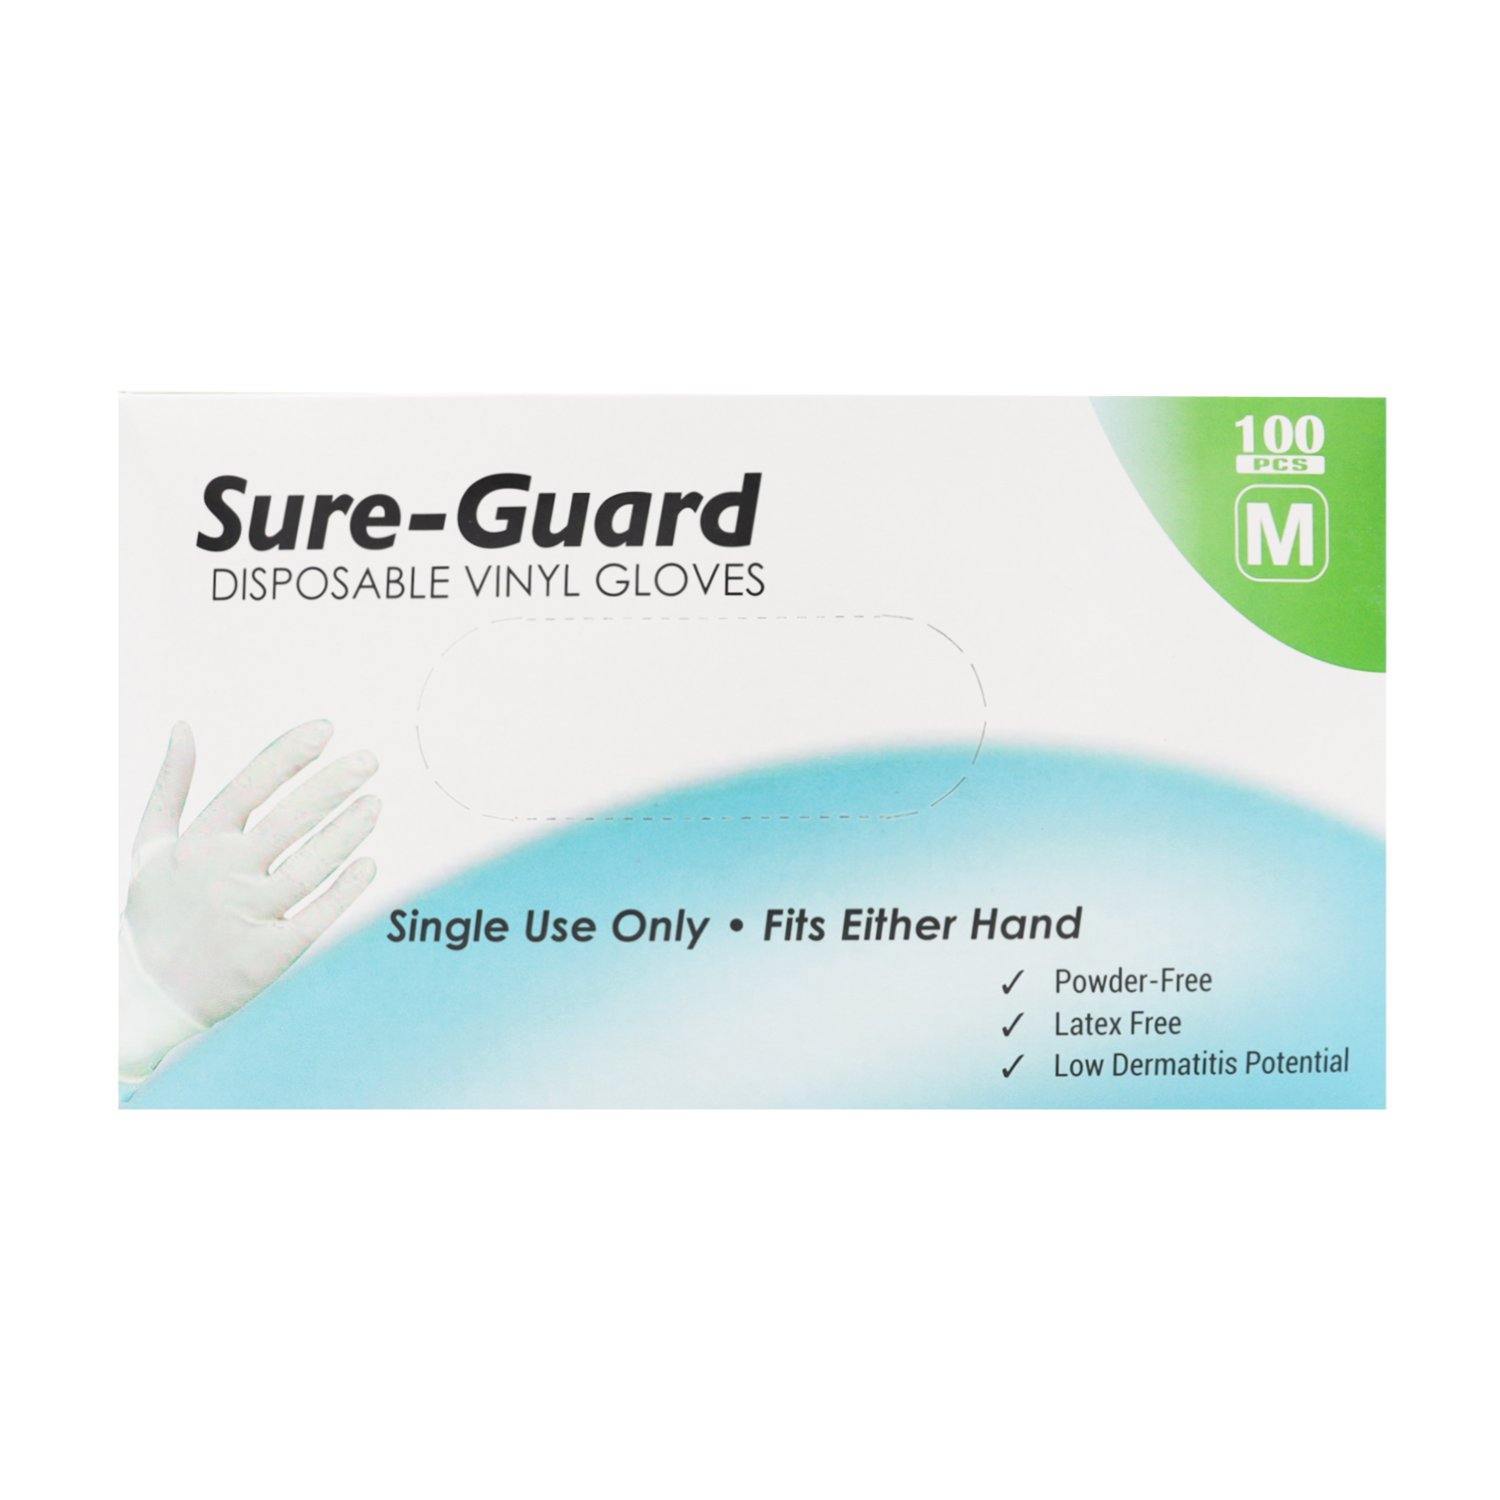 Sure-Guard
DISPOSABLE VINYL GLOVES
100
PCS
M
Single Use Only • Fits Either Hand
✓ Powder-Free
✓ Latex Free
✓ Low Dermatitis Potential